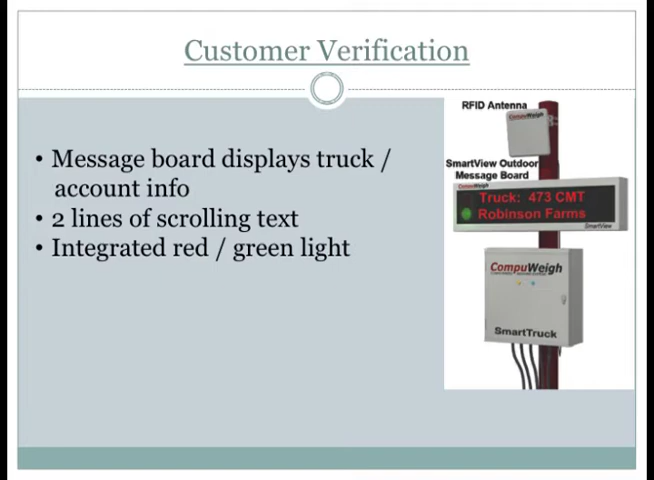 Customer Verification
• Message board displays truck /
account info
• 2 lines of scrolling text
• Integrated red / green light
RFID Antenna
CompuWeigh
SmartView Outdoor
Message Board
CompuWeigh
Truck: 473 CMT
Robinson Farms
SmartView
CompuWeigh
SmartTruck